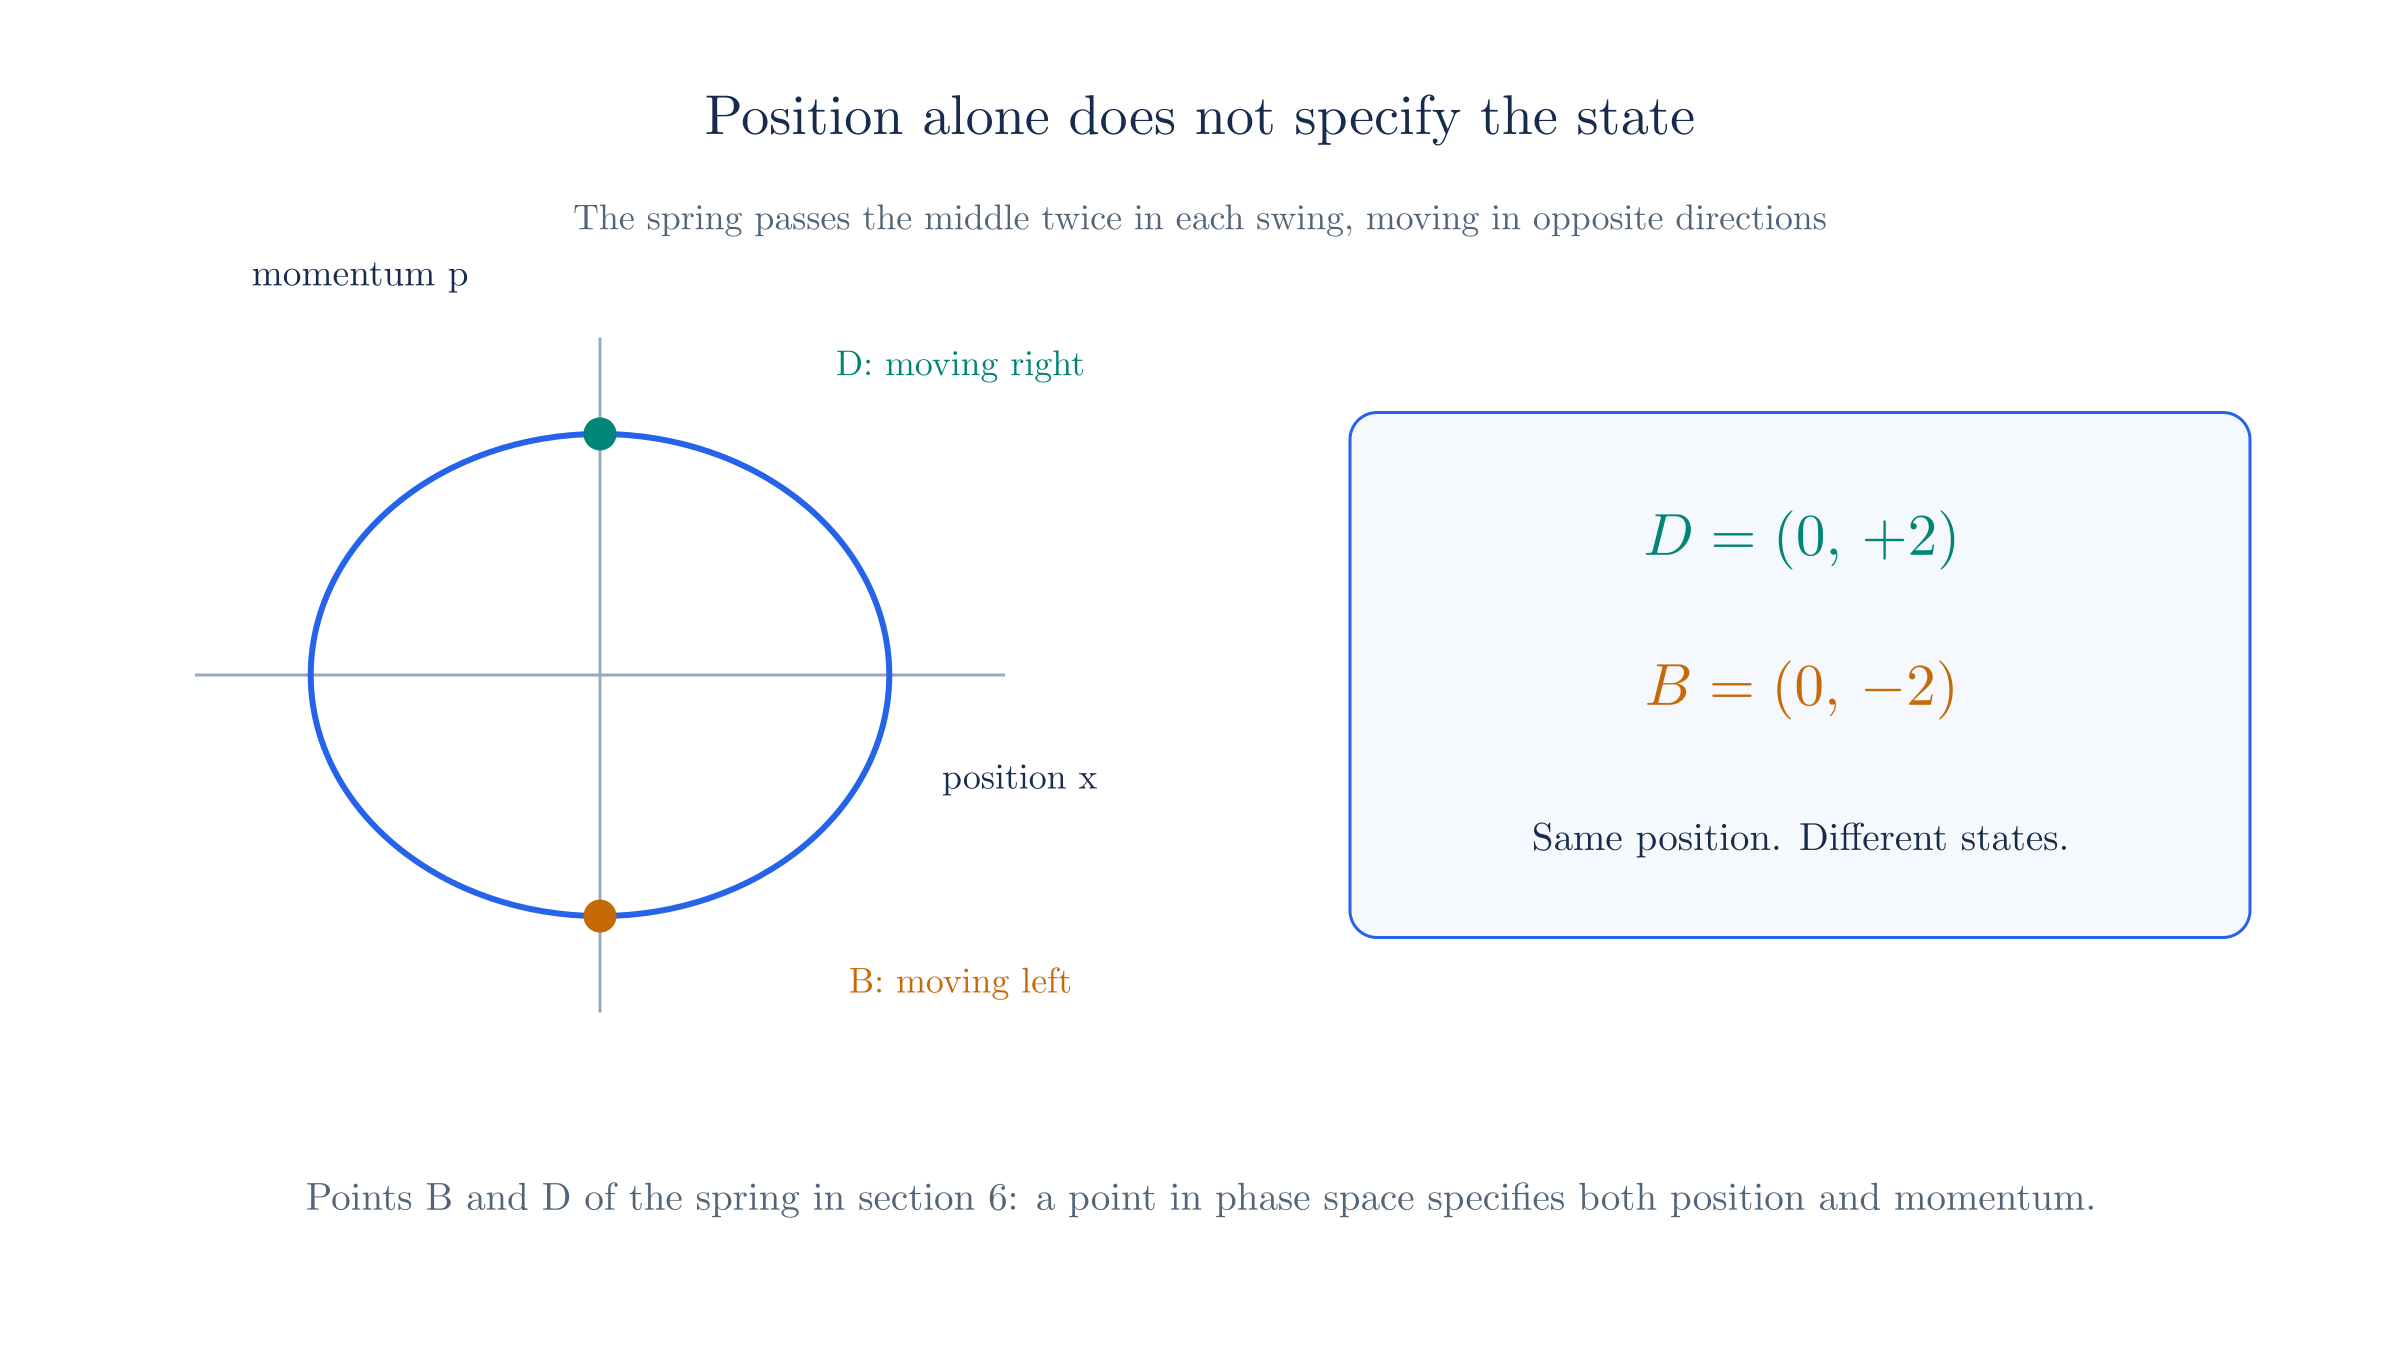 Position alone does not specify the state
The spring passes the middle twice in each swing, moving in opposite directions
momentum p
D: moving right
position x
B: moving left
D = (0, +2)
B = (0, −2)
Same position. Different states.
Points B and D of the spring in section 6: a point in phase space specifies both position and momentum.